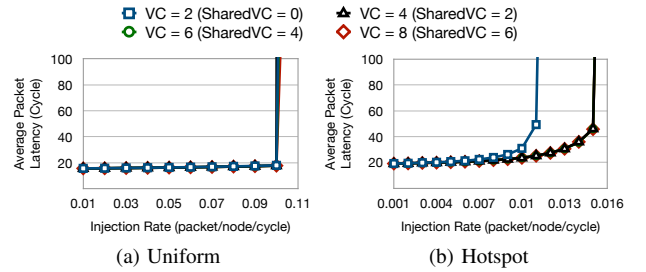 VC = 2 (SharedVC = 0)
VC = 4 (SharedVC = 2)
VC = 6 (SharedVC = 4)
VC = 8 (SharedVC = 6)
Average Packet
Latency (Cycle)
100
80
60
40
20
0.01 0.03 0.05 0.07 0.09 0.11
Injection Rate (packet/node/cycle)
(a) Uniform
Average Packet
Latency (Cycle)
100
80
60
40
20
0.001 0.004 0.007 0.01 0.013 0.016
Injection Rate (packet/node/cycle)
(b) Hotspot